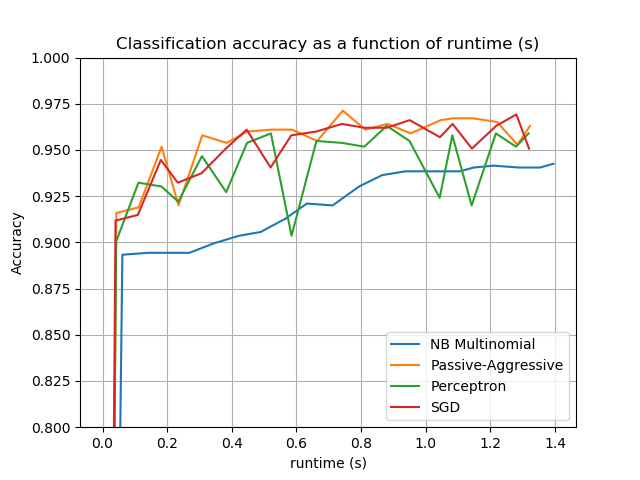 Classification accuracy as a function of runtime (s)
1.000
0.975
0.950
0.925
0.900
0.875
0.850
0.825
0.800
Accuracy
NB Multinomial
Passive-Aggressive
Perceptron
SGD
0.0 0.2 0.4 0.6 0.8 1.0 1.2 1.4
runtime (s)